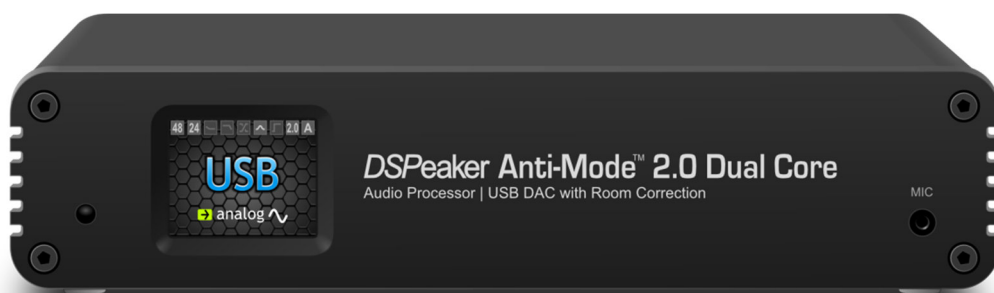 48 24 2.0 A
USB
analog
DSPeaker Anti-Mode™ 2.0 Dual Core
Audio Processor | USB DAC with Room Correction
MIC